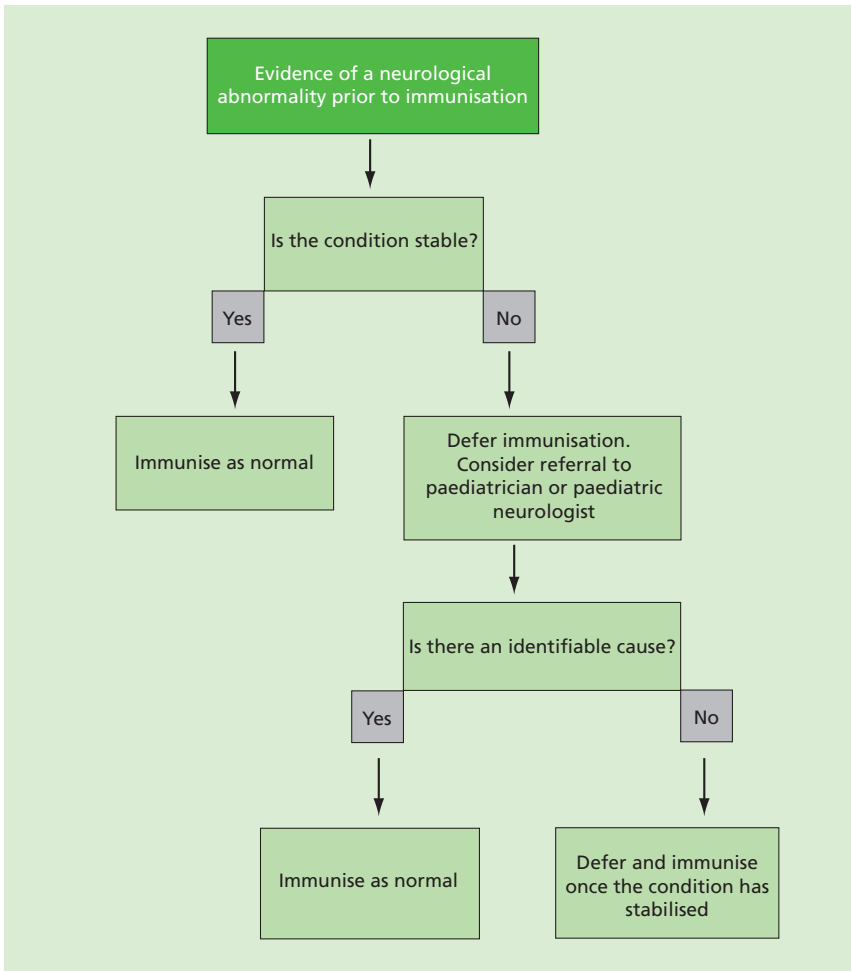 Evidence of a neurological
abnormality prior to immunisation
Is the condition stable?
Yes
No
Immunise as normal
Defer immunisation.
Consider referral to
paediatrician or paediatric
neurologist
Is there an identifiable cause?
Yes
No
Immunise as normal
Defer and immunise
once the condition has
stabilised